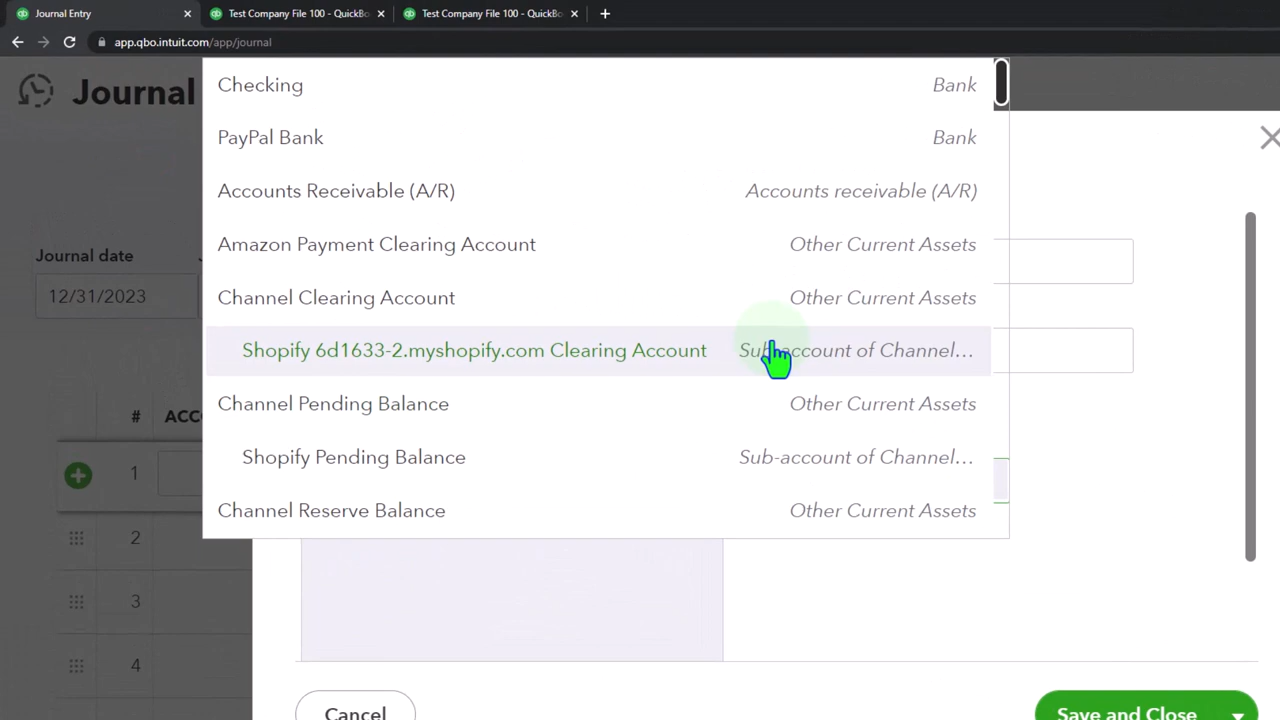 Journal Entry
Test Company File 100 - QuickBo
Test Company File 100 - QuickBo
app.qbo.intuit.com/app/journal
Journal
Checking Bank
PayPal Bank Bank
Accounts Receivable (A/R) Accounts receivable (A/R)
Amazon Payment Clearing Account Other Current Assets
Journal date
12/31/2023
Channel Clearing Account Other Current Assets
Shopify 6d1633-2.myshopify.com Clearing Account Sub-account of Channel...
Channel Pending Balance Other Current Assets
# ACCO
Shopify Pending Balance Sub-account of Channel...
1
Channel Reserve Balance Other Current Assets
2
3
4
Cancel
Save and Close